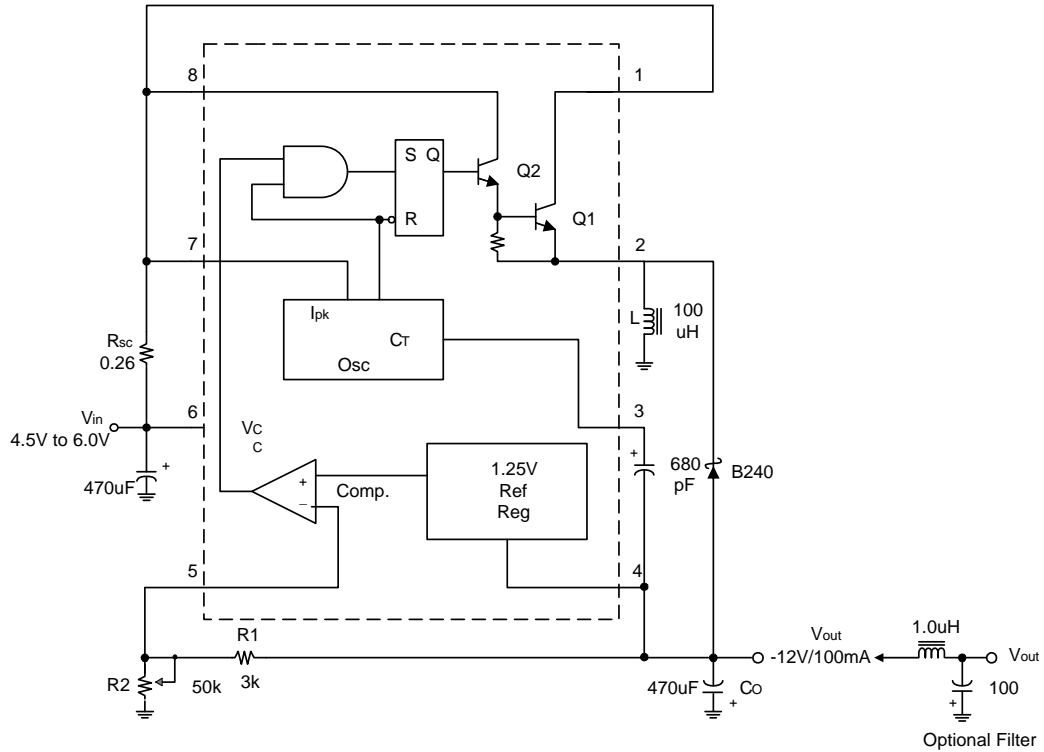 8
1
S Q
Q2
R
Q1
7
2
Ipk
CT
Osc
L
100
uH
Rsc
0.26
Vin
4.5V to 6.0V
6
3
VC
C
+
470uF
+
Comp.
−
1.25V
Ref
Reg
+
680
pF
B240
5
4
R1
3k
R2
50k
Vout
-12V/100mA
1.0uH
Vout
470uF
CO
+
100
+
Optional Filter